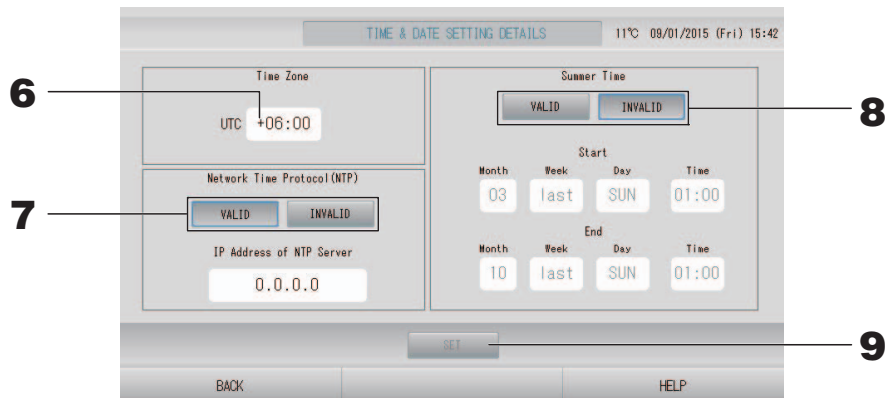 TIME & DATE SETTING DETAILS 11℃ 09/01/2015 (Fri) 15:42
6
Time Zone
UTC +06:00
Network Time Protocol(NTP)
7
VALID INVALID
IP Address of NTP Server
0.0.0.0
Summer Time
VALID INVALID
8
Start
Month Week Day Time
03 last SUN 01:00
End
Month Week Day Time
10 last SUN 01:00
SET
9
BACK HELP